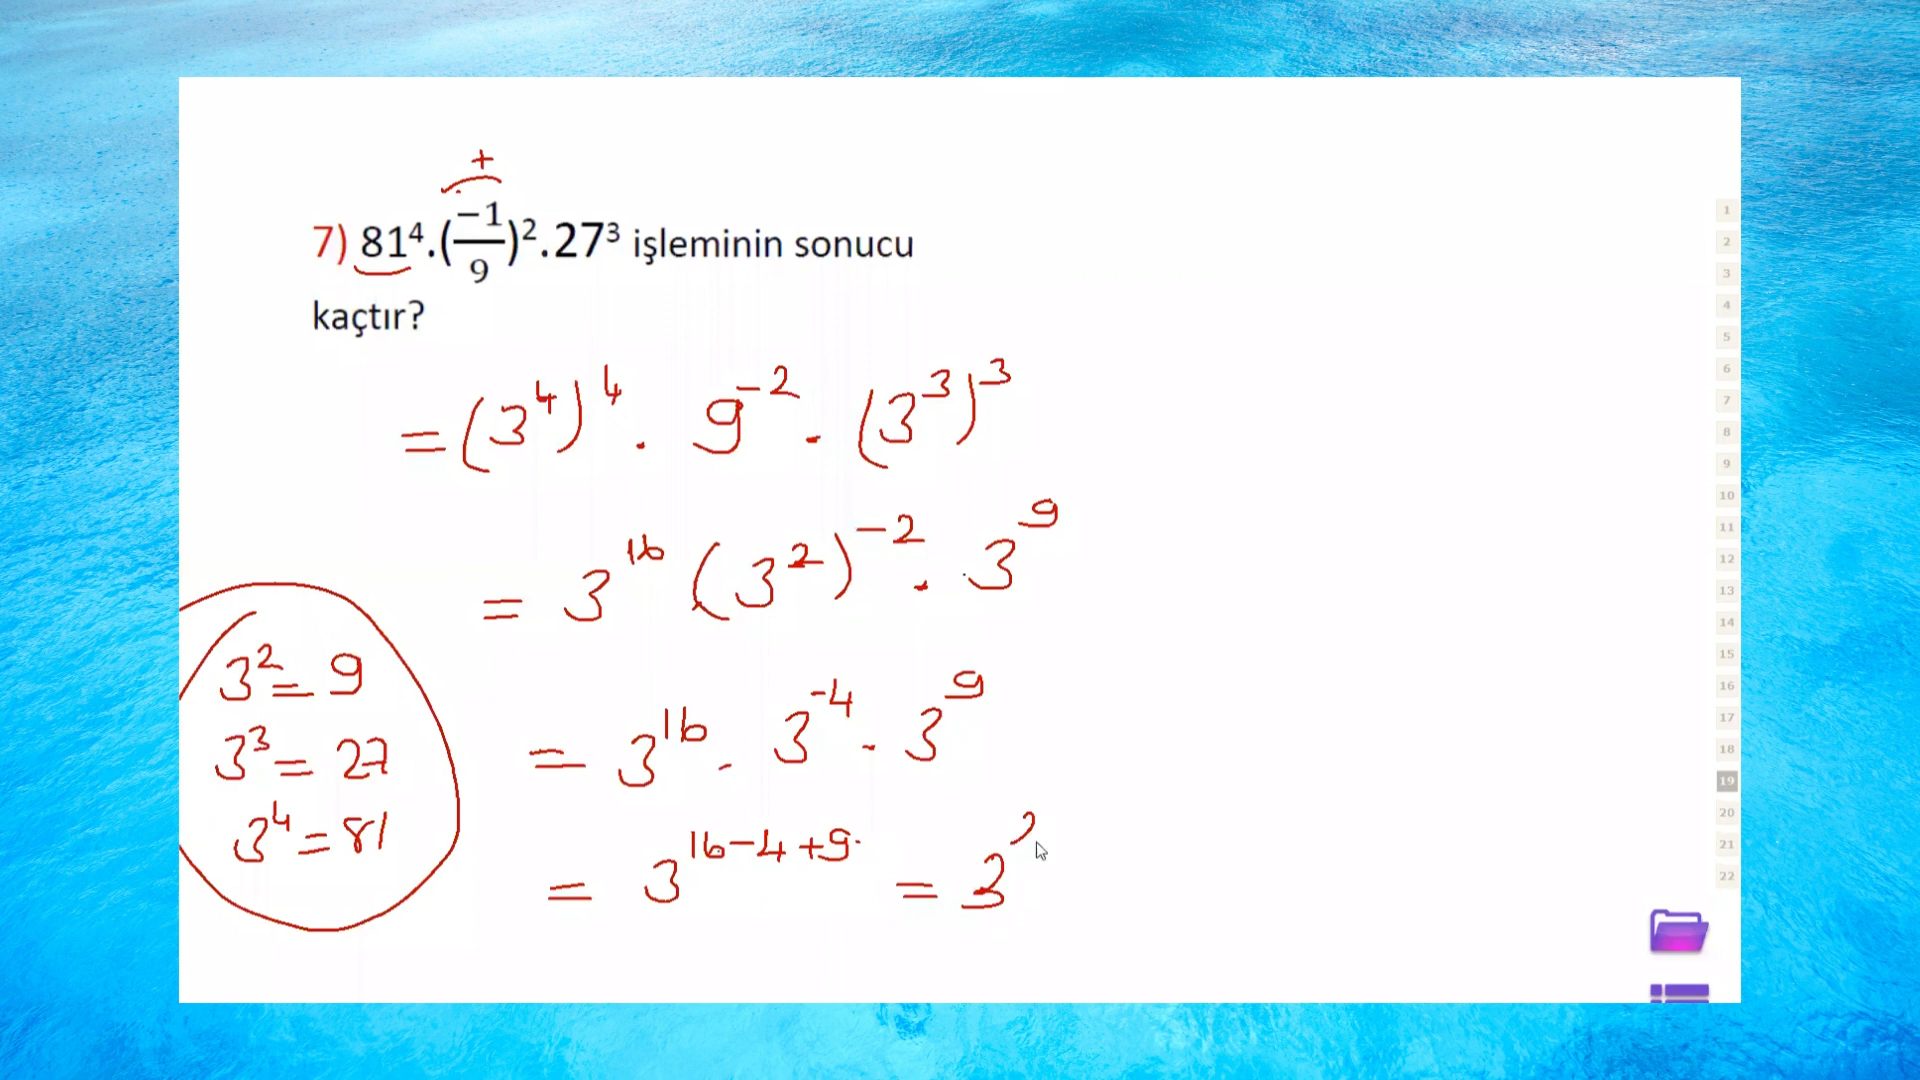 +
7) 81⁴.(−1/9)².27³ işleminin sonucu
kaçtır?
= (3⁴)⁴ . 9⁻² . (3³)³
= 3¹⁶ (3²)⁻² . 3⁹
= 3¹⁶ . 3⁻⁴ . 3⁹
= 3¹⁶⁻⁴⁺⁹ = 3²
3² = 9
3³ = 27
3⁴ = 81
1
2
3
4
5
6
7
8
9
10
11
12
13
14
15
16
17
18
19
20
21
22